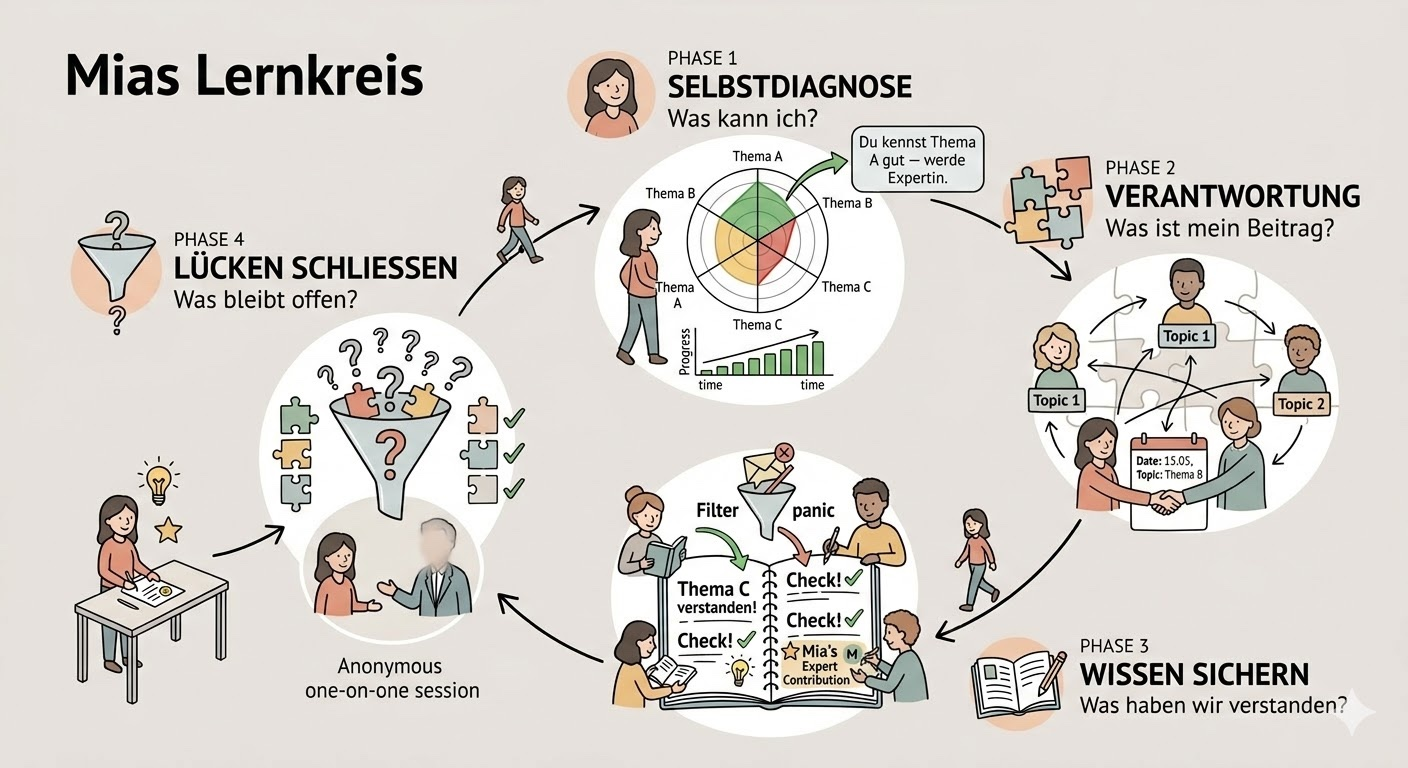 Mias Lernkreis
PHASE 1
SELBSTDIAGNOSE
Was kann ich?
Thema A
Thema B
Thema B
Thema A
Thema C
Thema C
Du kennst Thema
A gut – werde
Expertin.
Progress
time
time
PHASE 2
VERANTWORTUNG
Was ist mein Beitrag?
Topic 1
Topic 1
Topic 2
Date: 15.05,
Topic: Thema B
PHASE 3
WISSEN SICHERN
Was haben wir verstanden?
Filter
panic
Thema C
verstanden!
Check!
Check!
Check!
Mia's
M
Expert
Contribution
PHASE 4
LÜCKEN SCHLIESSEN
Was bleibt offen?
?
?
? ? ? ? ? ? ?
?
Anonymous
one-on-one session